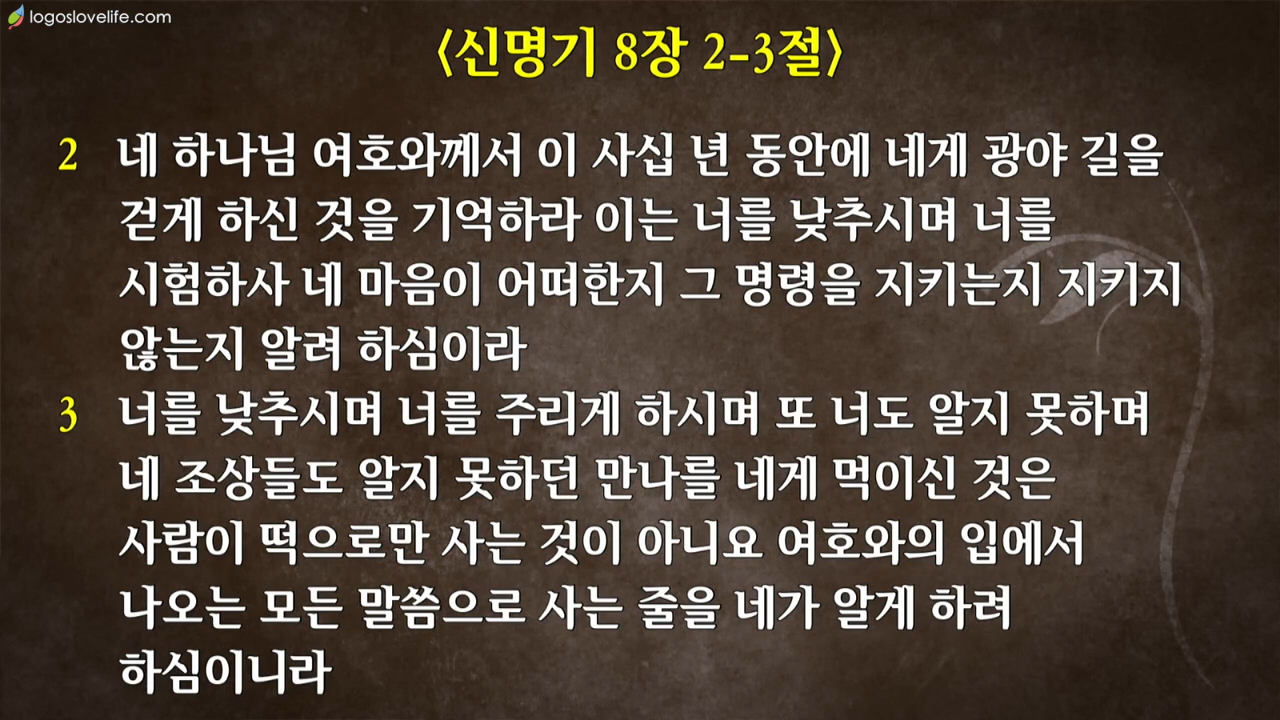 logoslovelife.com
<신명기 8장 2-3절>
2 네 하나님 여호와께서 이 사십 년 동안에 네게 광야 길을
걷게 하신 것을 기억하라 이는 너를 낮추시며 너를
시험하사 네 마음이 어떠한지 그 명령을 지키는지 지키지
않는지 알려 하심이라
3 너를 낮추시며 너를 주리게 하시며 또 너도 알지 못하며
네 조상들도 알지 못하던 만나를 네게 먹이신 것은
사람이 떡으로만 사는 것이 아니요 여호와의 입에서
나오는 모든 말씀으로 사는 줄을 네가 알게 하려
하심이니라